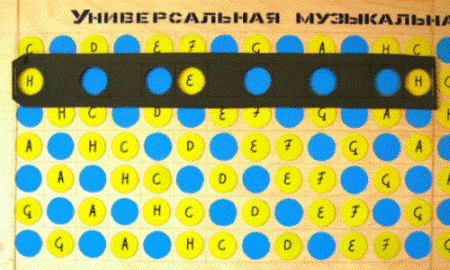 Универсальная музыкальна
C D E F G A H C
H E H
H C D E F G A
A H C D E F G A
A H C D E F G
G A H C D E F G
G A H C D E F